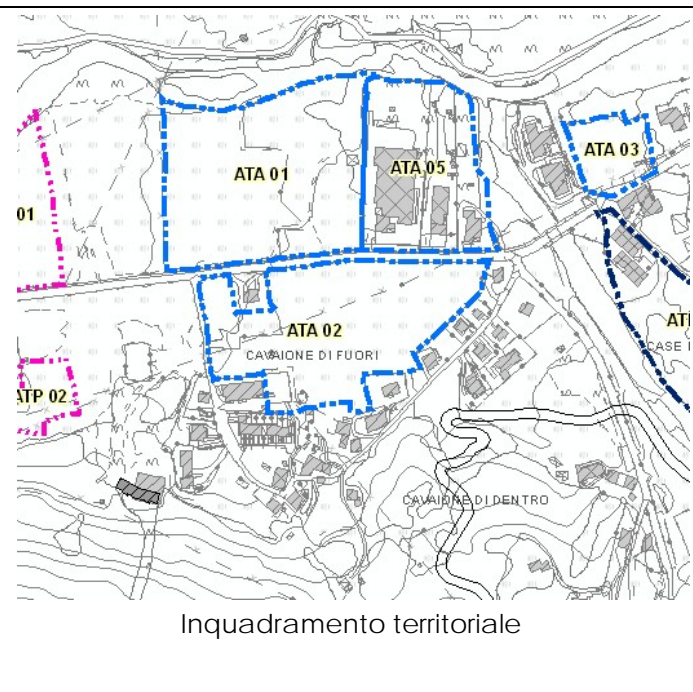 ATA 01
ATA 05
ATA 03
01
ATA 02
CAVAIONE DI FUORI
ATP 02
CAVAIONE DI DENTRO
CASE
Inquadramento territoriale